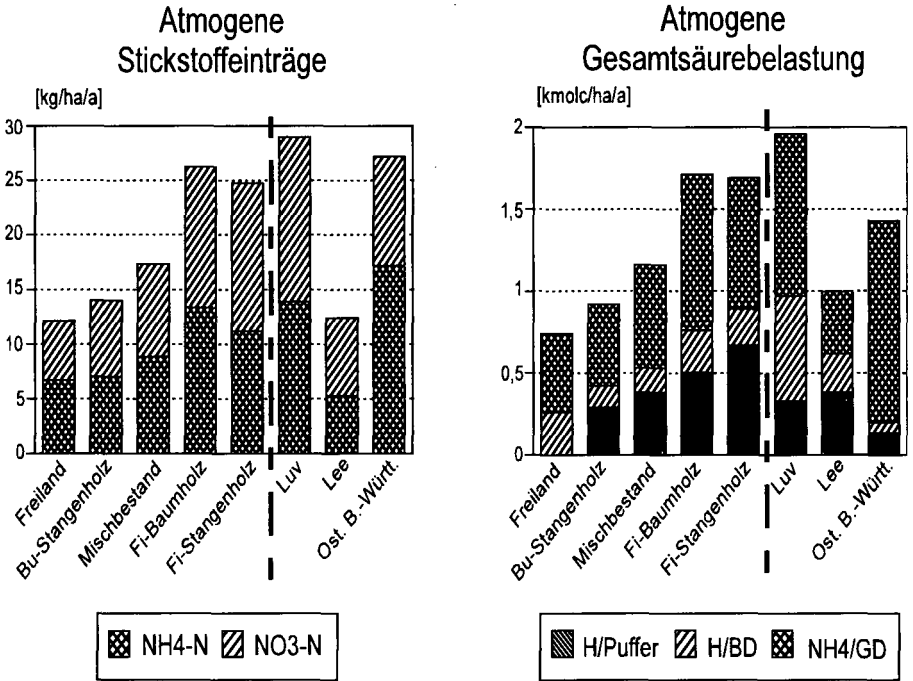 Atmogene
Stickstoffeinträge
[kg/ha/a]
30
25
20
15
10
5
0
Freiland
Bu-Stangenholz
Mischbestand
Fi-Baumholz
Fi-Stangenholz
Luv
Lee
Ost. B.-Württ.
NH4-N NO3-N
Atmogene
Gesamtsäurebelastung
[kmolc/ha/a]
2
1,5
1
0,5
0
Freiland
Bu-Stangenholz
Mischbestand
Fi-Baumholz
Fi-Stangenholz
Luv
Lee
Ost. B.-Württ.
H/Puffer H/BD NH4/GD